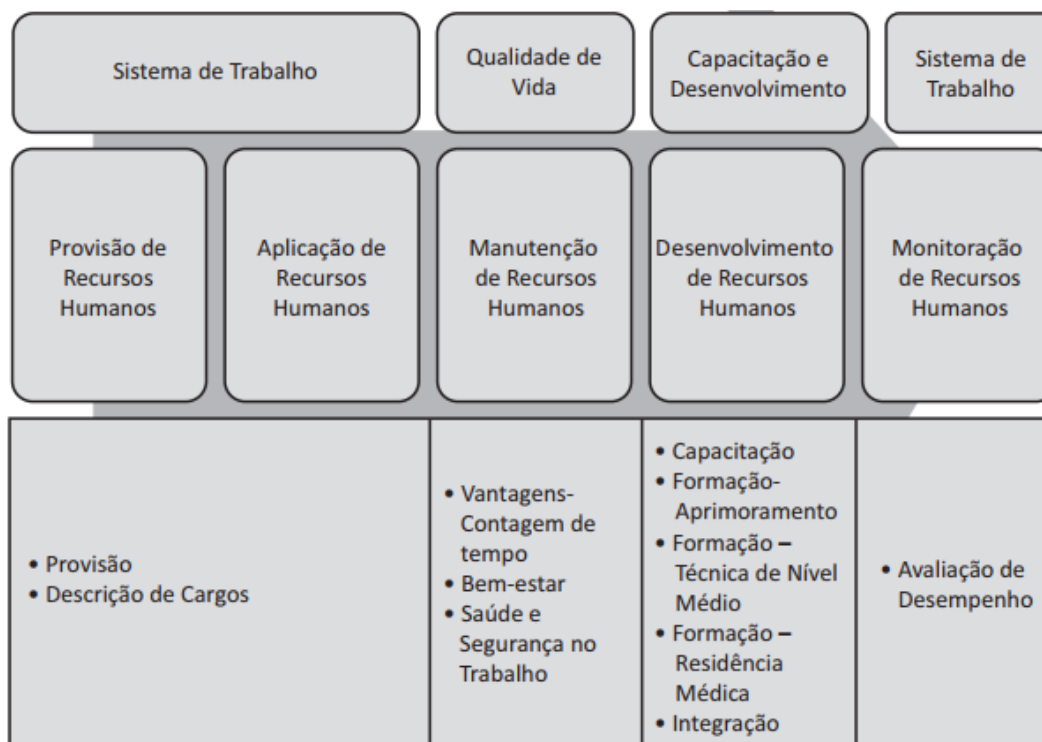 Sistema de Trabalho
Qualidade de
Vida
Capacitação e
Desenvolvimento
Sistema de
Trabalho
Provisão de
Recursos
Humanos
Aplicação de
Recursos
Humanos
Manutenção
de Recursos
Humanos
Desenvolvimento
de Recursos
Humanos
Monitoração
de Recursos
Humanos
• Provisão
• Descrição de Cargos
• Vantagens-
Contagem de
tempo
• Bem-estar
• Saúde e
Segurança no
Trabalho
• Capacitação
• Formação-
Aprimoramento
• Formação –
Técnica de Nível
Médio
• Formação –
Residência
Médica
• Integração
• Avaliação de
Desempenho